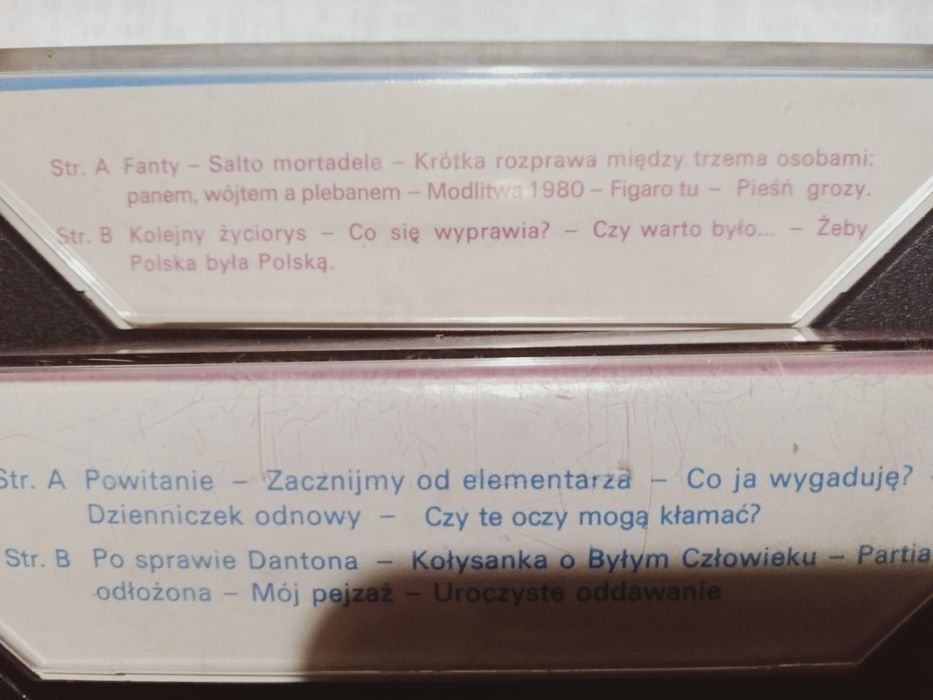 Str. A Fanty – Salto mortadele – Krótka rozprawa między trzema osobami:
panem, wójtem a plebanem – Modlitwa 1980 – Figaro tu – Pieśń grozy.
Str. B Kolejny życiorys – Co się wyprawia? – Czy warto było... – Żeby
Polska była Polską.
Str. A Powitanie – Zacznijmy od elementarza – Co ja wygaduję? –
Dzienniczek odnowy – Czy te oczy mogą kłamać?
Str. B Po sprawie Dantona – Kołysanka o Byłym Człowieku – Partia
odłożona – Mój pejzaż – Uroczyste oddawanie